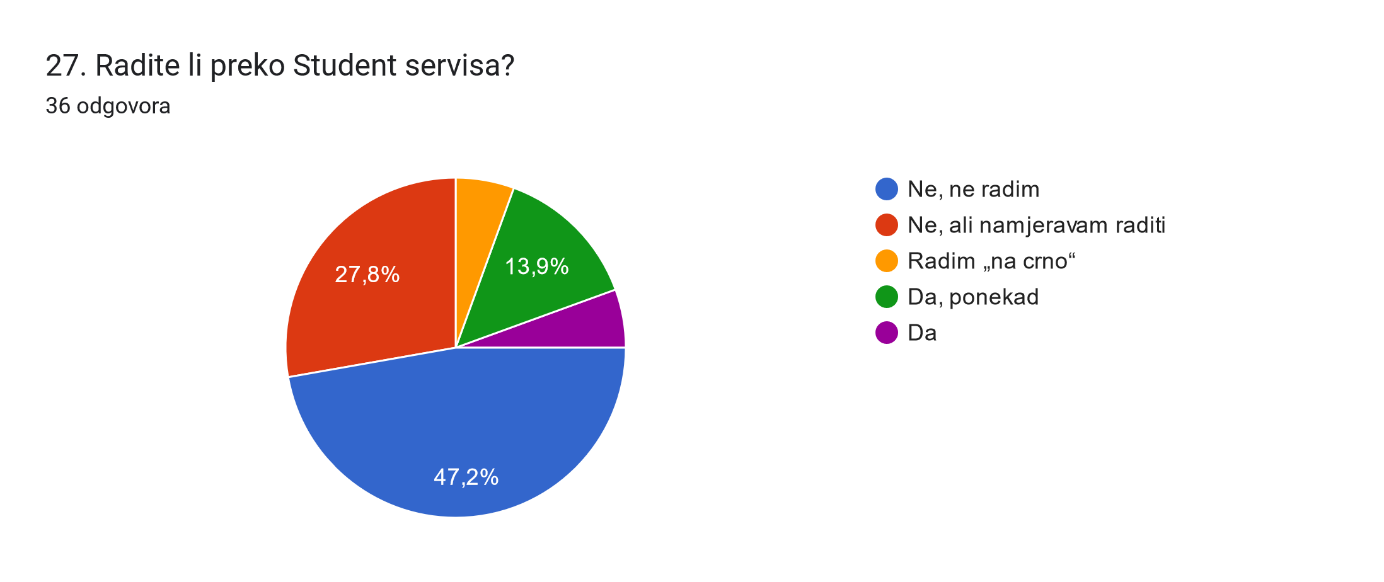 27. Radite li preko Student servisa?
36 odgovora
27,8%
13,9%
47,2%
Ne, ne radim
Ne, ali namjeravam raditi
Radim „na crno“
Da, ponekad
Da